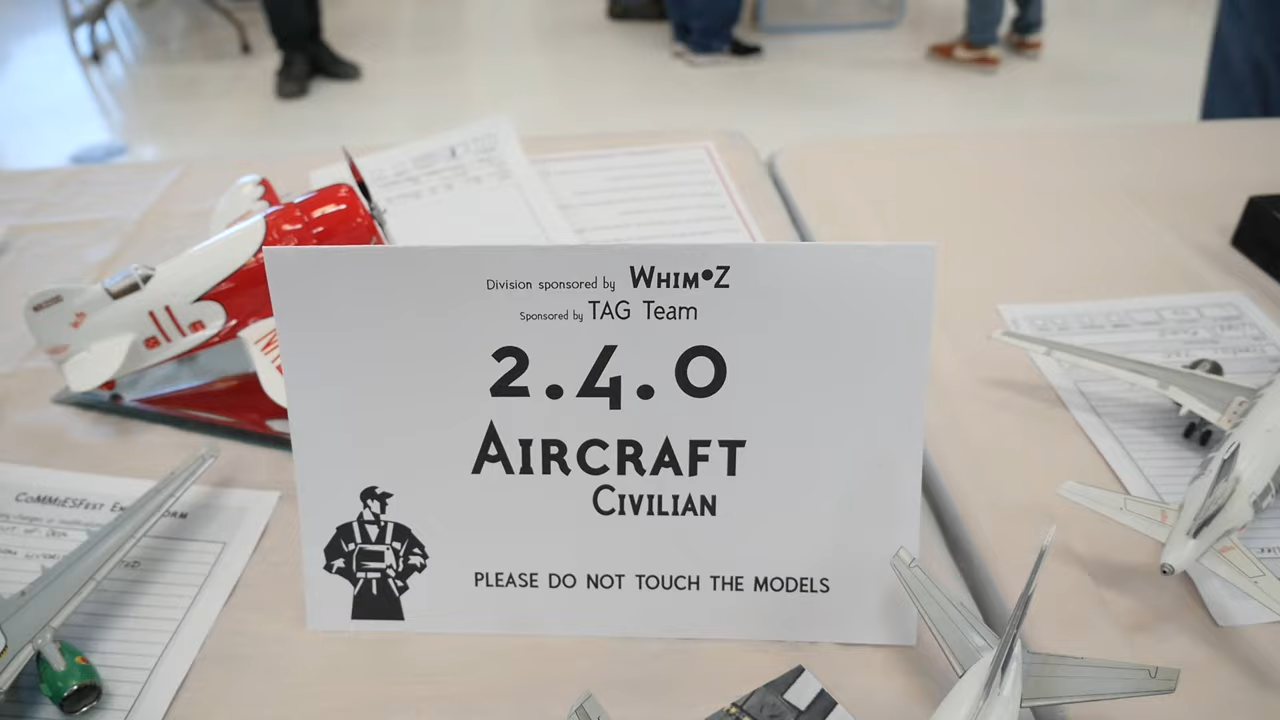 Division sponsored by WHIM•Z
Sponsored by TAG Team
2.4.0
AIRCRAFT
CIVILIAN
PLEASE DO NOT TOUCH THE MODELS
CoMMiESFest